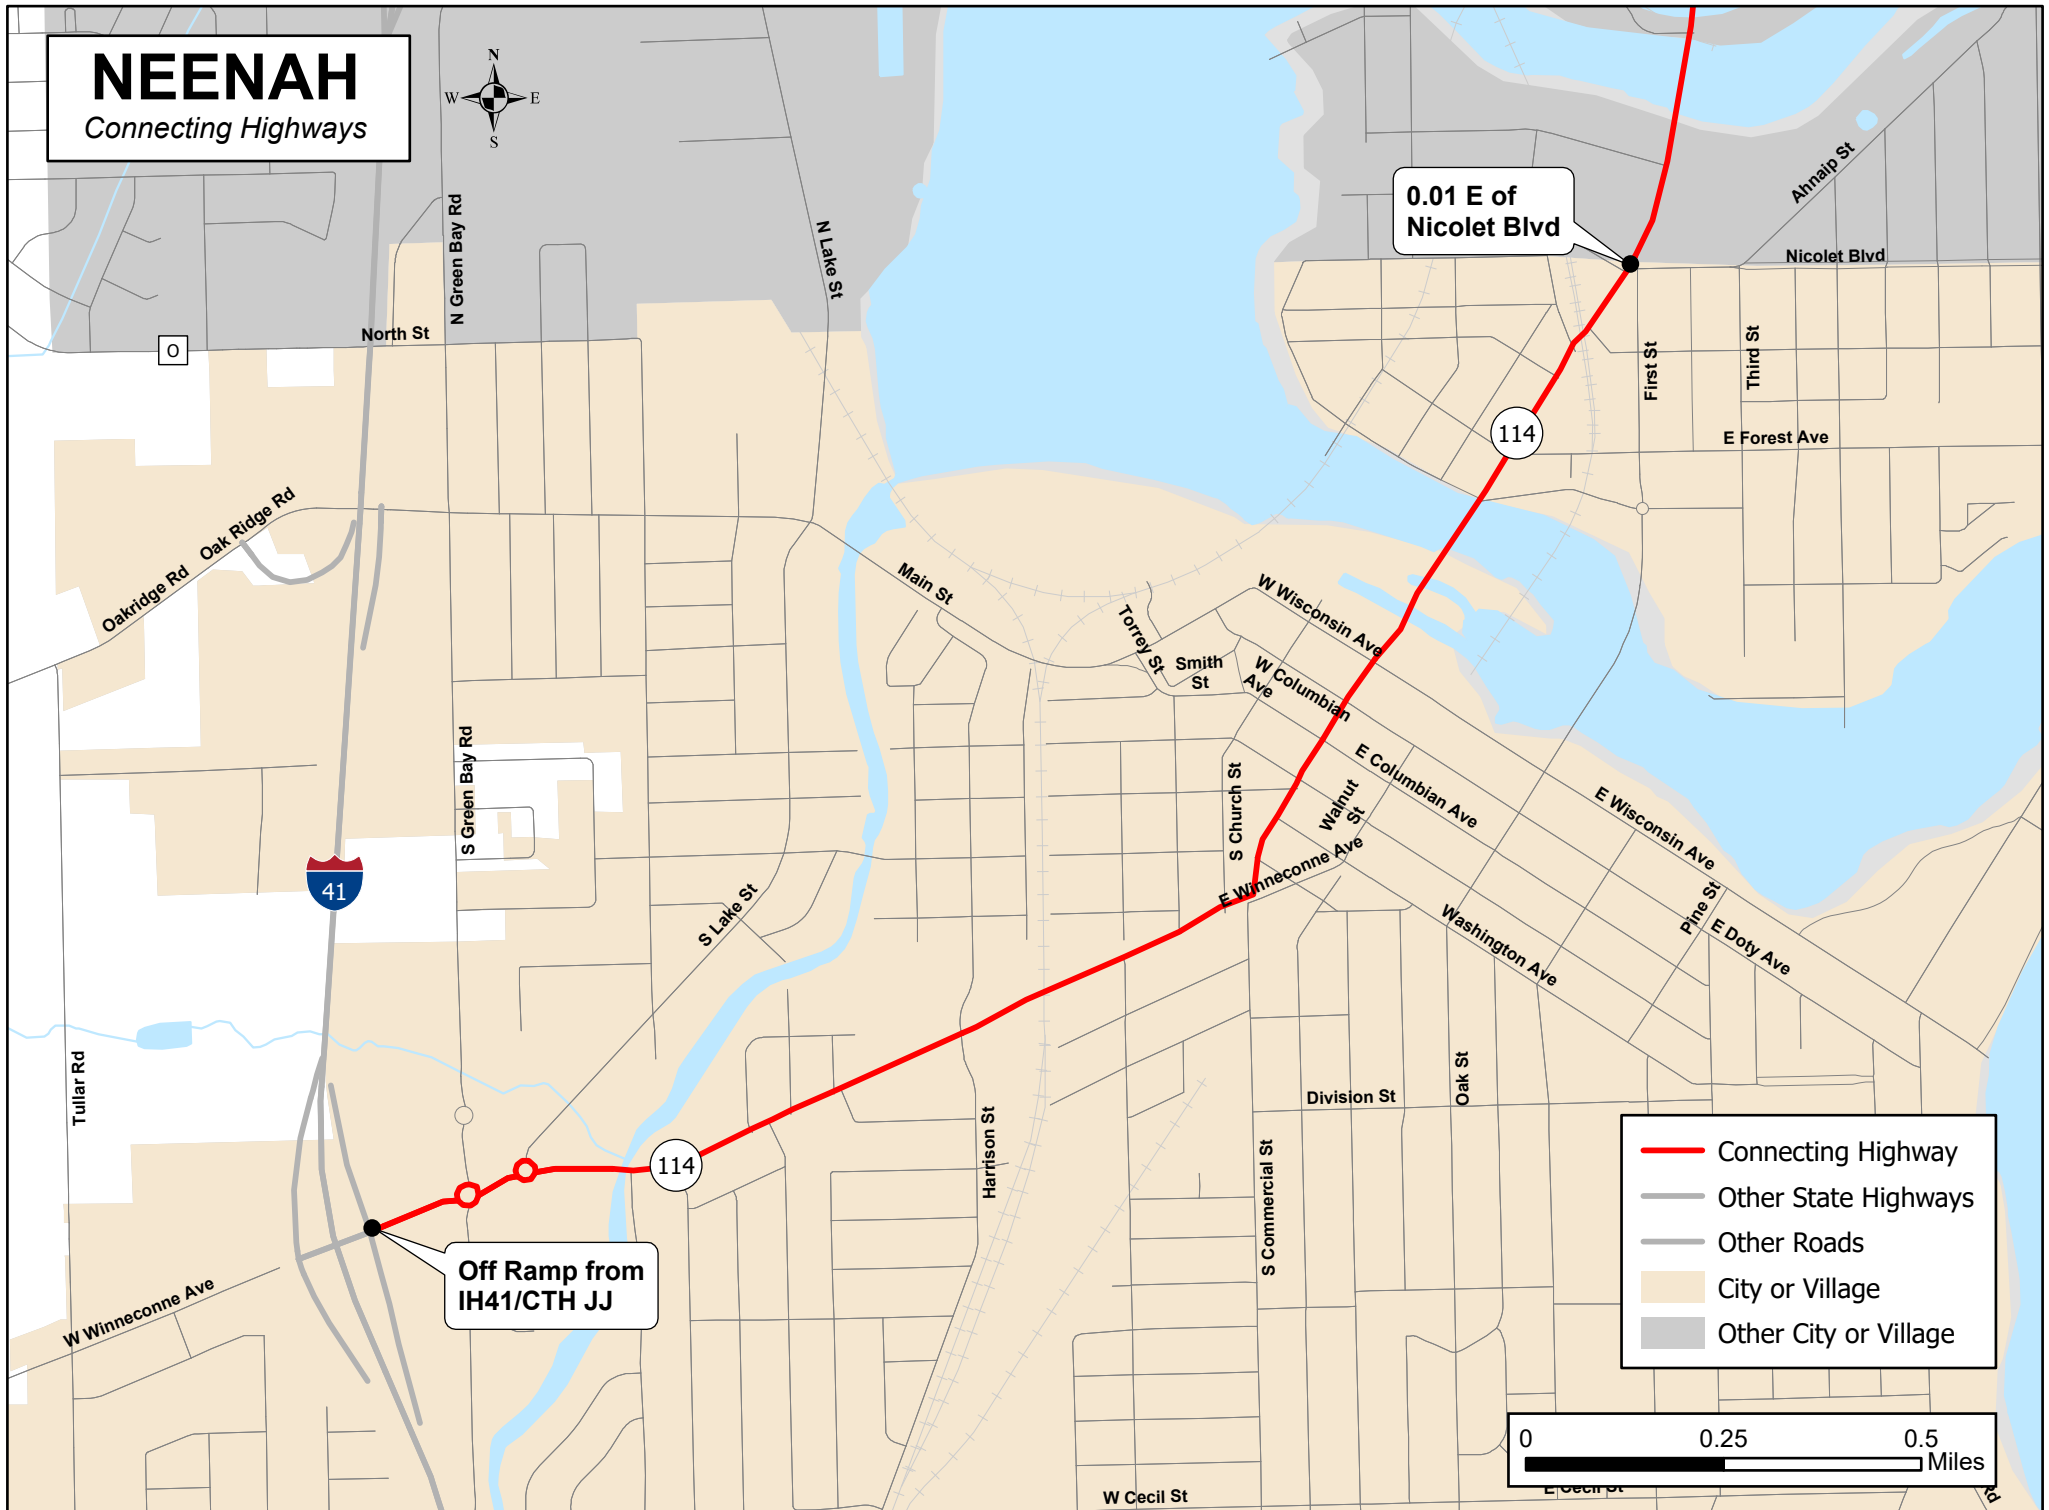 NEENAH
Connecting Highways
N
W
E
S
0.01 E of
Nicolet Blvd
Ahnaip St
Nicolet Blvd
N Green Bay Rd
N Lake St
North St
O
First St
Third St
114
E Forest Ave
Oak Ridge Rd
Oakridge Rd
Main St
Torrey St
Smith
St
W Wisconsin Ave
W Columbian
Ave
E Columbian Ave
E Wisconsin Ave
S Green Bay Rd
S Church St
Walnut
St
E Winneconne Ave
41
S Lake St
Washington Ave
Pine St
E Doty Ave
Tullar Rd
Harrison St
Division St
Oak St
S Commercial St
114
Off Ramp from
IH41/CTH JJ
W Winneconne Ave
Connecting Highway
Other State Highways
Other Roads
City or Village
Other City or Village
0
0.25
0.5
Miles
W Cecil St
E Cecil St
Rd